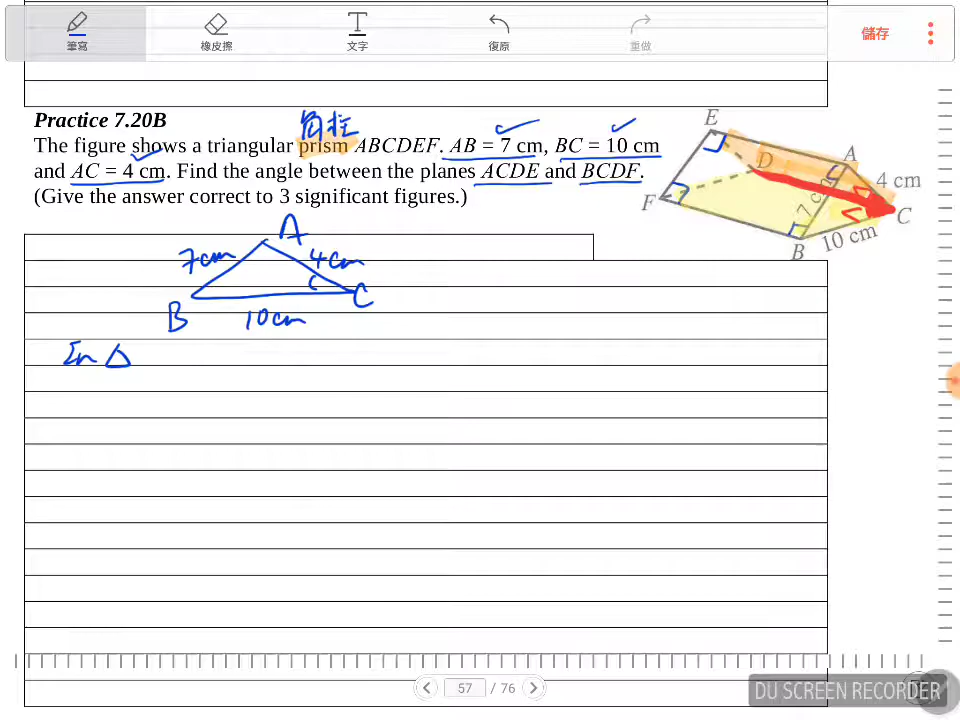 筆寫 橡皮擦 文字 復原 重做 儲存
Practice 7.20B
角柱
The figure shows a triangular prism ABCDEF. AB = 7 cm, BC = 10 cm
and AC = 4 cm. Find the angle between the planes ACDE and BCDF.
(Give the answer correct to 3 significant figures.)
E
D
A
4 cm
F
7 cm
C
B
10 cm
A
7cm
4cm
B
C
10cm
In △
57 / 76
DU SCREEN RECORDER